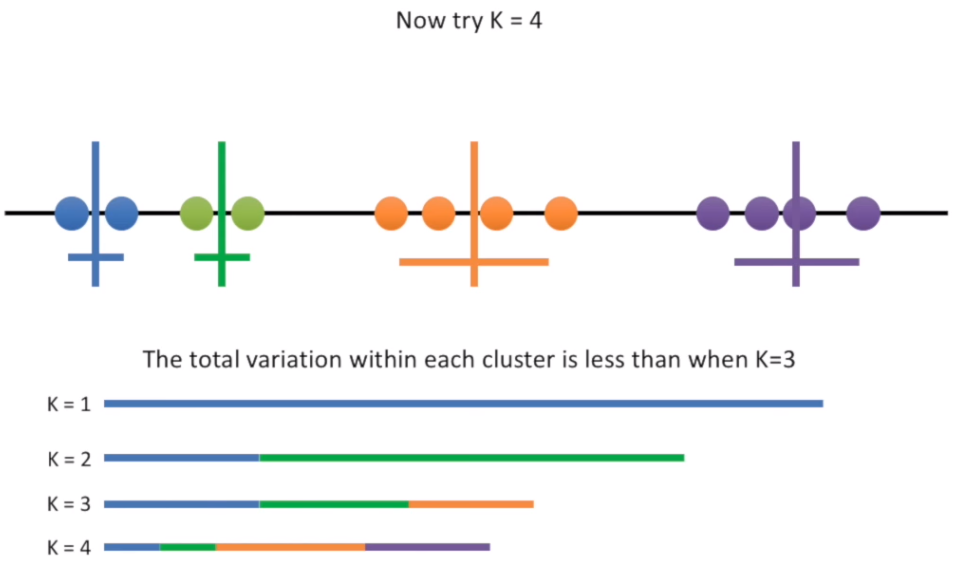 Now try K = 4
The total variation within each cluster is less than when K=3
K = 1
K = 2
K = 3
K = 4